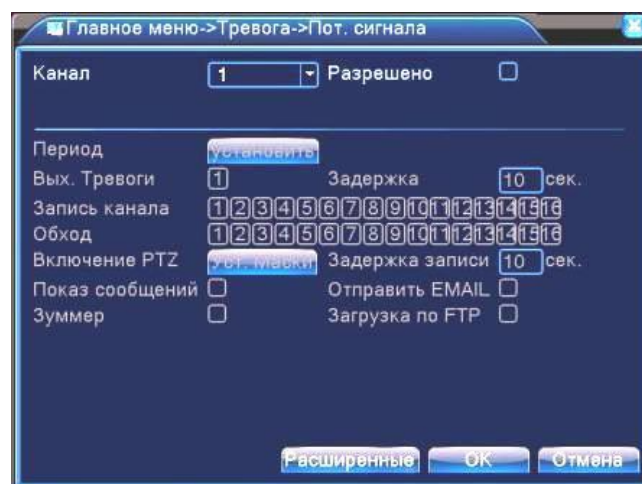 Главное меню->Тревога->Пот. сигнала
Канал 1 Разрешено
Период Установить
Вых. Тревоги 1 Задержка 10 сек.
Запись канала 1 2 3 4 5 6 7 8 9 10 11 12 13 14 15 16
Обход 1 2 3 4 5 6 7 8 9 10 11 12 13 14 15 16
Включение PTZ Уст. Маски Задержка записи 10 сек.
Показ сообщений Отправить EMAIL
Зуммер Загрузка по FTP
Расширенные OK Отмена